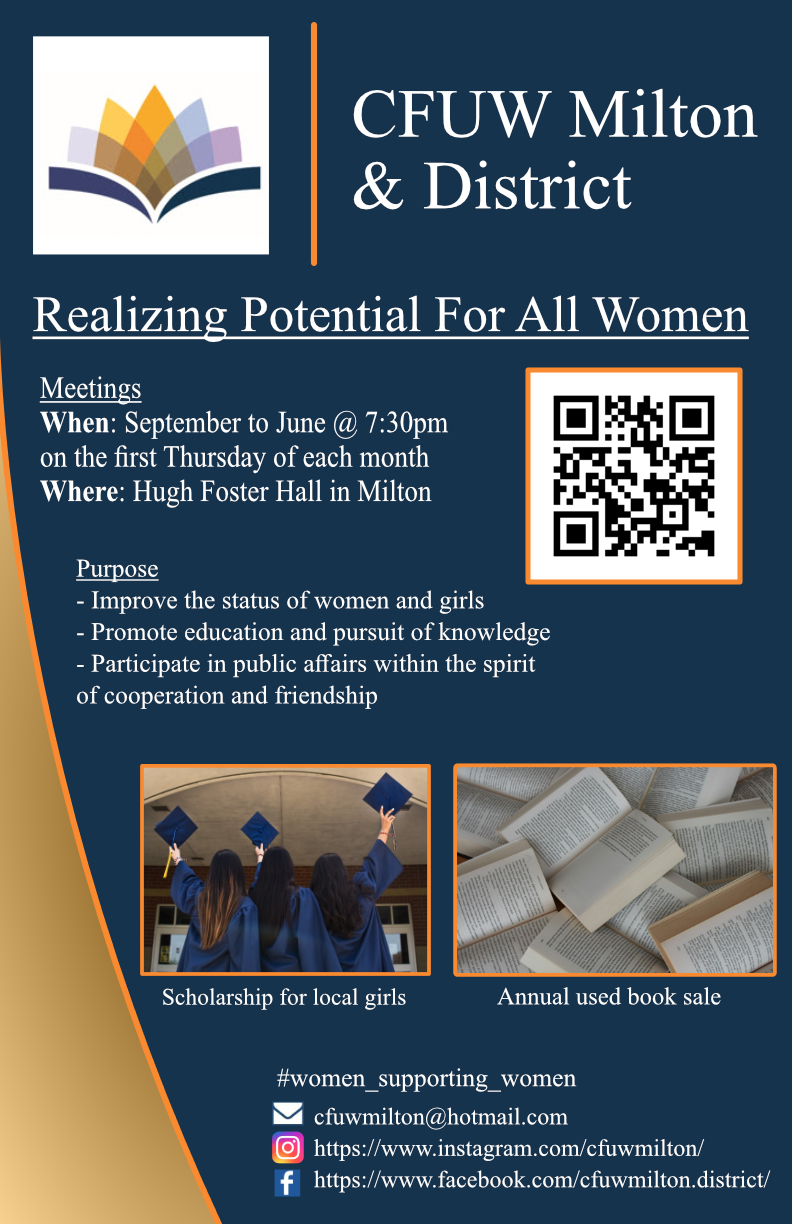 CFUW Milton
& District
Realizing Potential For All Women
Meetings
When: September to June @ 7:30pm
on the first Thursday of each month
Where: Hugh Foster Hall in Milton
Purpose
- Improve the status of women and girls
- Promote education and pursuit of knowledge
- Participate in public affairs within the spirit
of cooperation and friendship
Scholarship for local girls
Annual used book sale
#women_supporting_women
cfuwmilton@hotmail.com
https://www.instagram.com/cfuwmilton/
https://www.facebook.com/cfuwmilton.district/